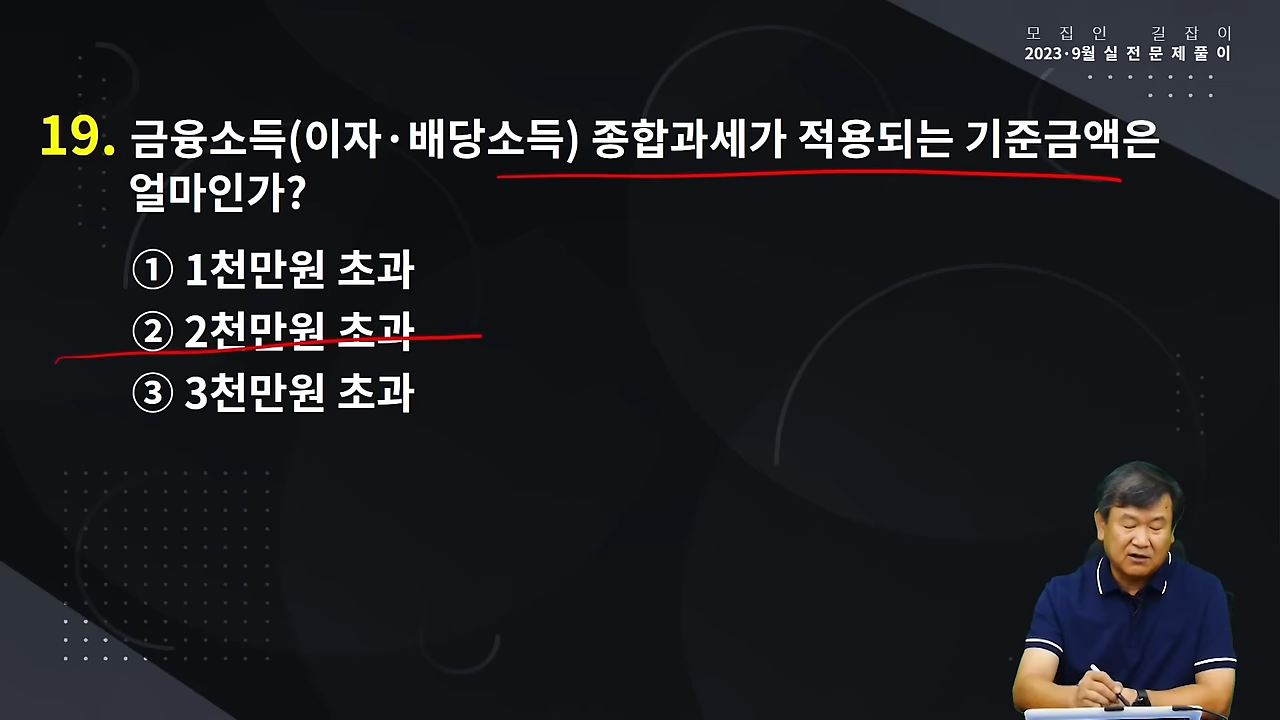 모집인 길잡이
2023·9월 실전문제풀이
19. 금융소득(이자·배당소득) 종합과세가 적용되는 기준금액은
얼마인가?
① 1천만원 초과
② 2천만원 초과
③ 3천만원 초과